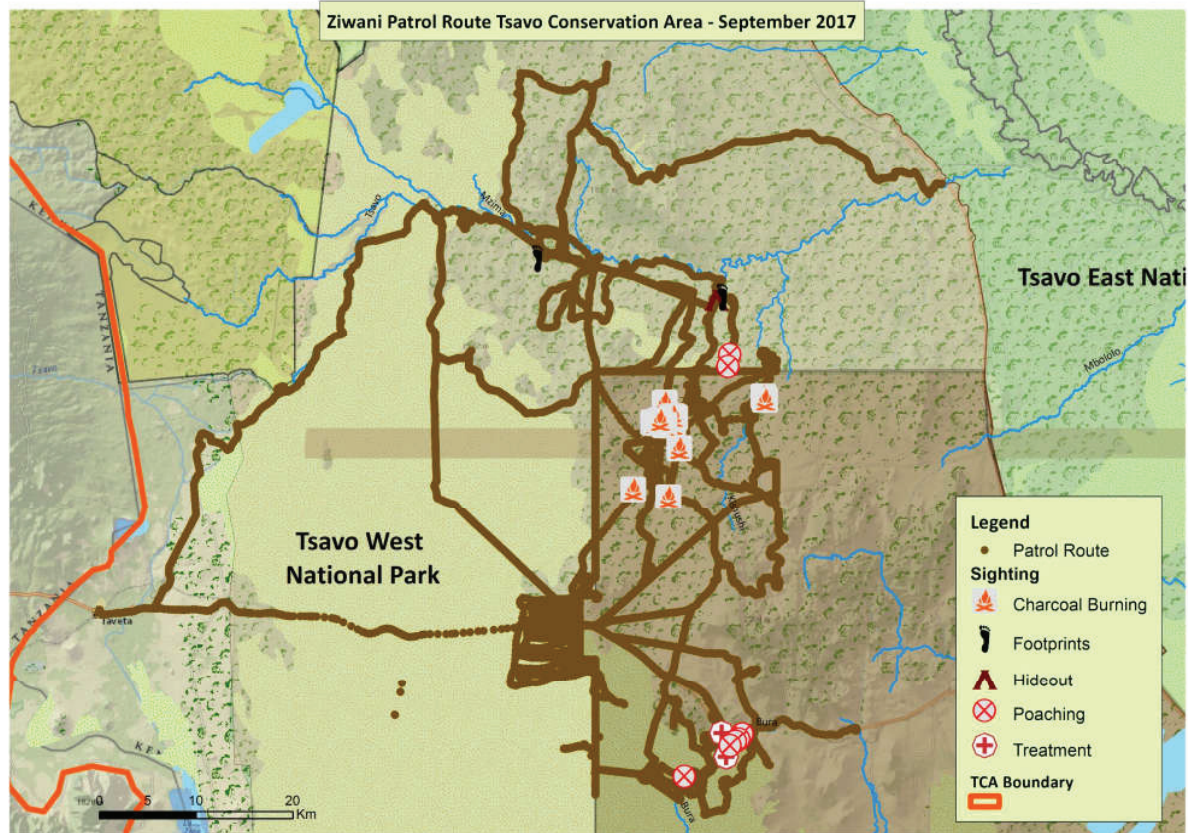 Ziwani Patrol Route Tsavo Conservation Area - September 2017
Tsavo
Mzima
TANZANIA
Tsavo East Nati
Mbololo
Tsavo West
National Park
TANZANIA
Taveta
Bura
Bura
0 5 10 20
Km
Legend
Patrol Route
Sighting
Charcoal Burning
Footprints
Hideout
Poaching
Treatment
TCA Boundary